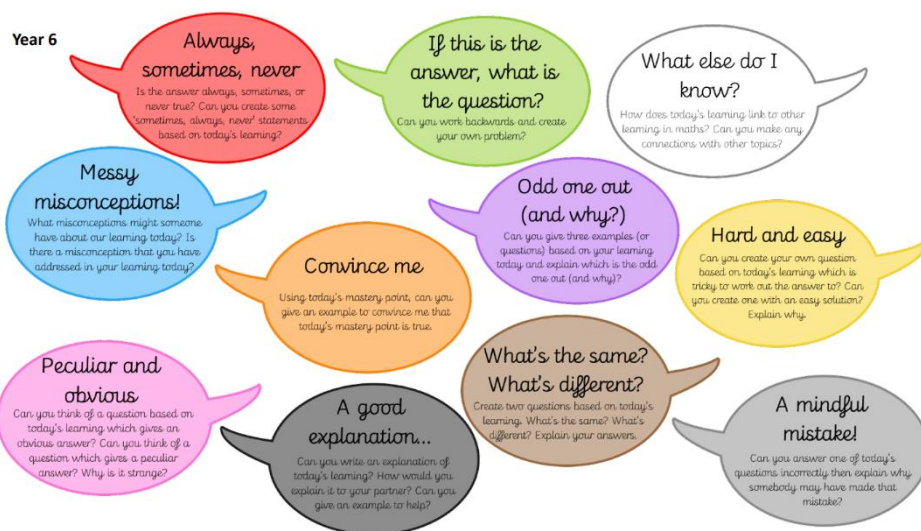 Year 6
Always,
sometimes, never
Is the answer always, sometimes, or
never true? Can you create some
'sometimes, always, never' statements
based on today's learning?
If this is the
answer, what is
the question?
Can you work backwards and create
your own problem?
What else do I
know?
How does today's learning link to other
learning in maths? Can you make any
connections with other topics?
Messy
misconceptions!
What misconceptions might someone
have about our learning today? Is
there a misconception that you have
addressed in your learning today?
Convince me
Using today's mastery point, can you
give an example to convince me that
today's mastery point is true.
Odd one out
(and why?)
Can you give three examples (or
questions) based on your learning
today and explain which is the odd
one out (and why)?
Hard and easy
Can you create your own question
based on today's learning which is
tricky to work out the answer to? Can
you create one with an easy solution?
Explain why.
Peculiar and
obvious
Can you think of a question based on
today's learning which gives an
obvious answer? Can you think of a
question which gives a peculiar
answer? Why is it strange?
A good
explanation...
Can you write an explanation of
today's learning? How would you
explain it to your partner? Can you
give an example to help?
What's the same?
What's different?
Create two questions based on today's
learning. What's the same? What's
different? Explain your answers.
A mindful
mistake!
Can you answer one of today's
questions incorrectly then explain why
somebody may have made that
mistake?